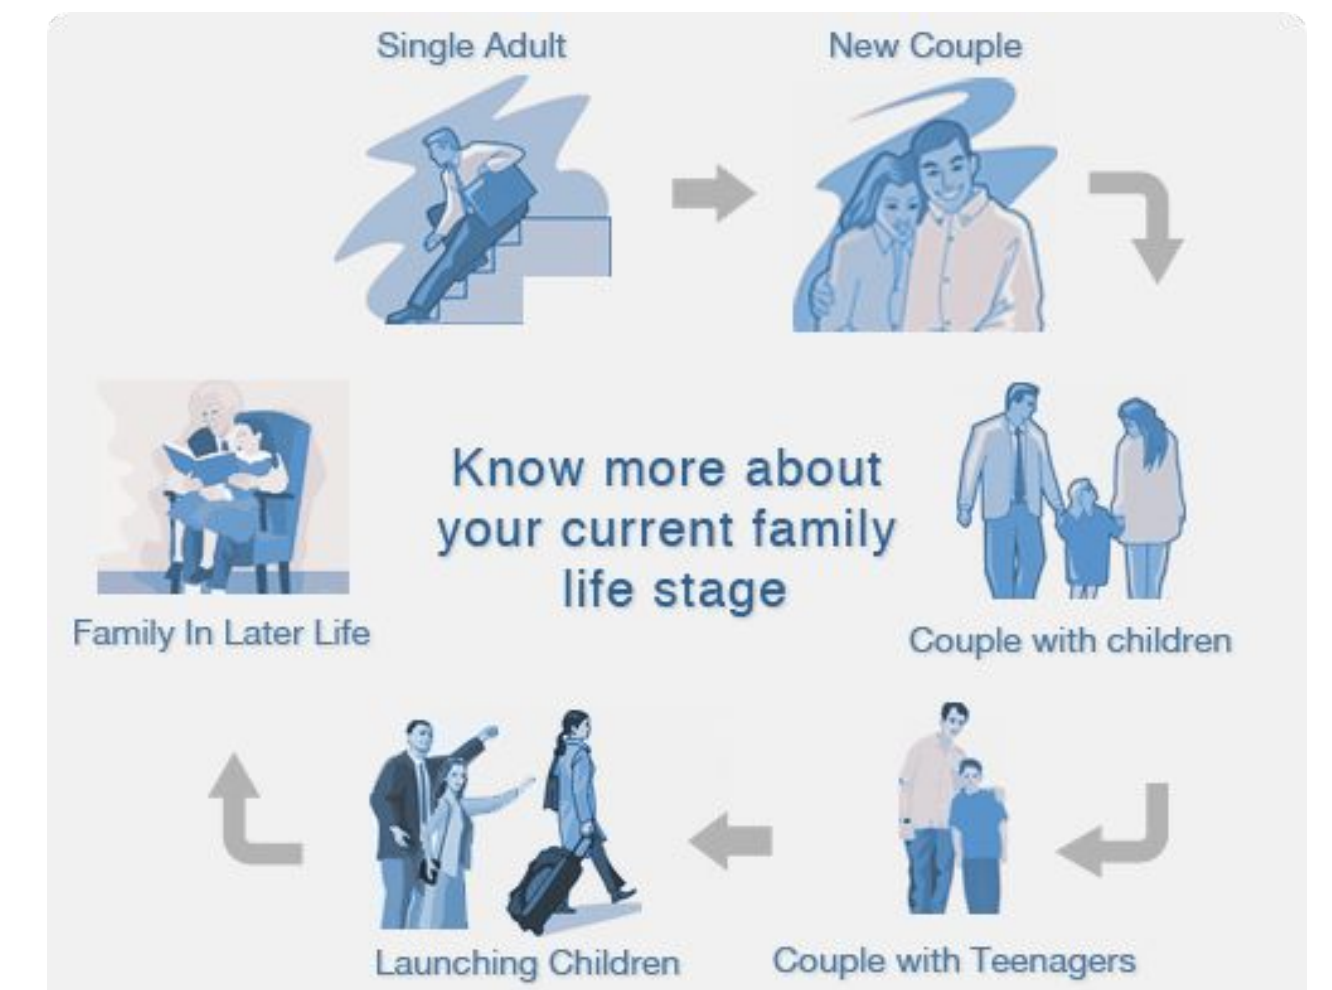 Single Adult
New Couple
Know more about
your current family
life stage
Family In Later Life
Couple with children
Launching Children
Couple with Teenagers